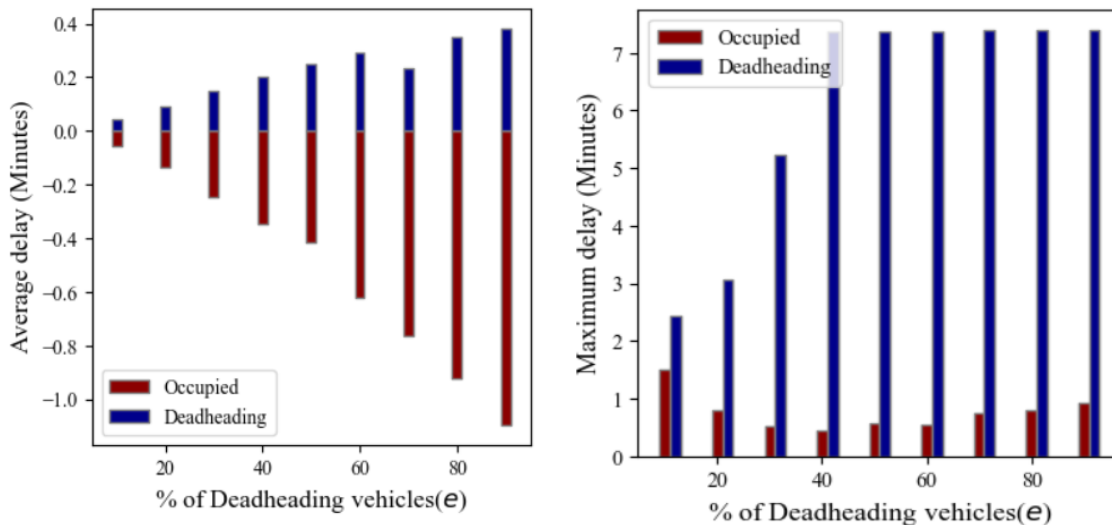 0.4
0.2
0.0
−0.2
−0.4
−0.6
−0.8
−1.0
Average delay (Minutes)
Occupied
Deadheading
20 40 60 80
% of Deadheading vehicles(e)
7
6
5
4
3
2
1
0
Maximum delay (Minutes)
Occupied
Deadheading
20 40 60 80
% of Deadheading vehicles(e)